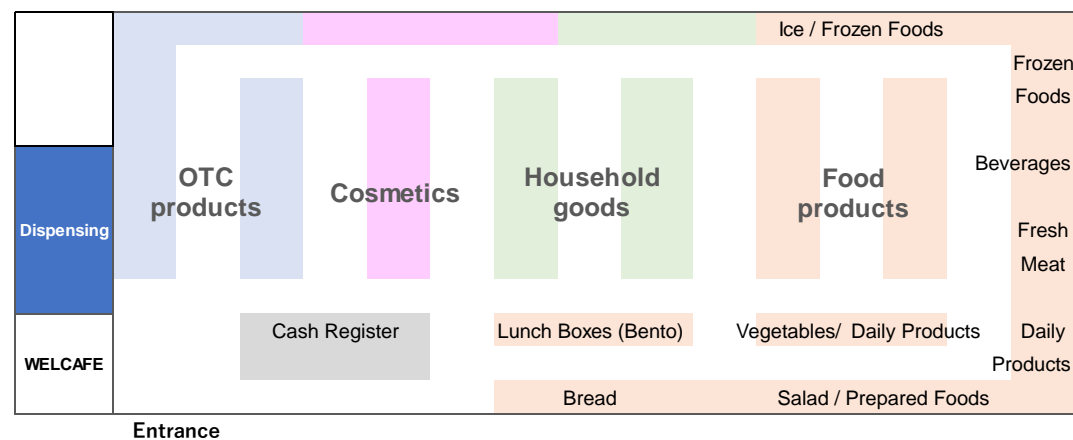 Ice / Frozen Foods
Frozen
Foods
OTC
products
Cosmetics
Household
goods
Food
products
Beverages
Dispensing
Fresh
Meat
Cash Register
Lunch Boxes (Bento)
Vegetables/ Daily Products
Daily
Products
WELCAFE
Bread
Salad / Prepared Foods
Entrance